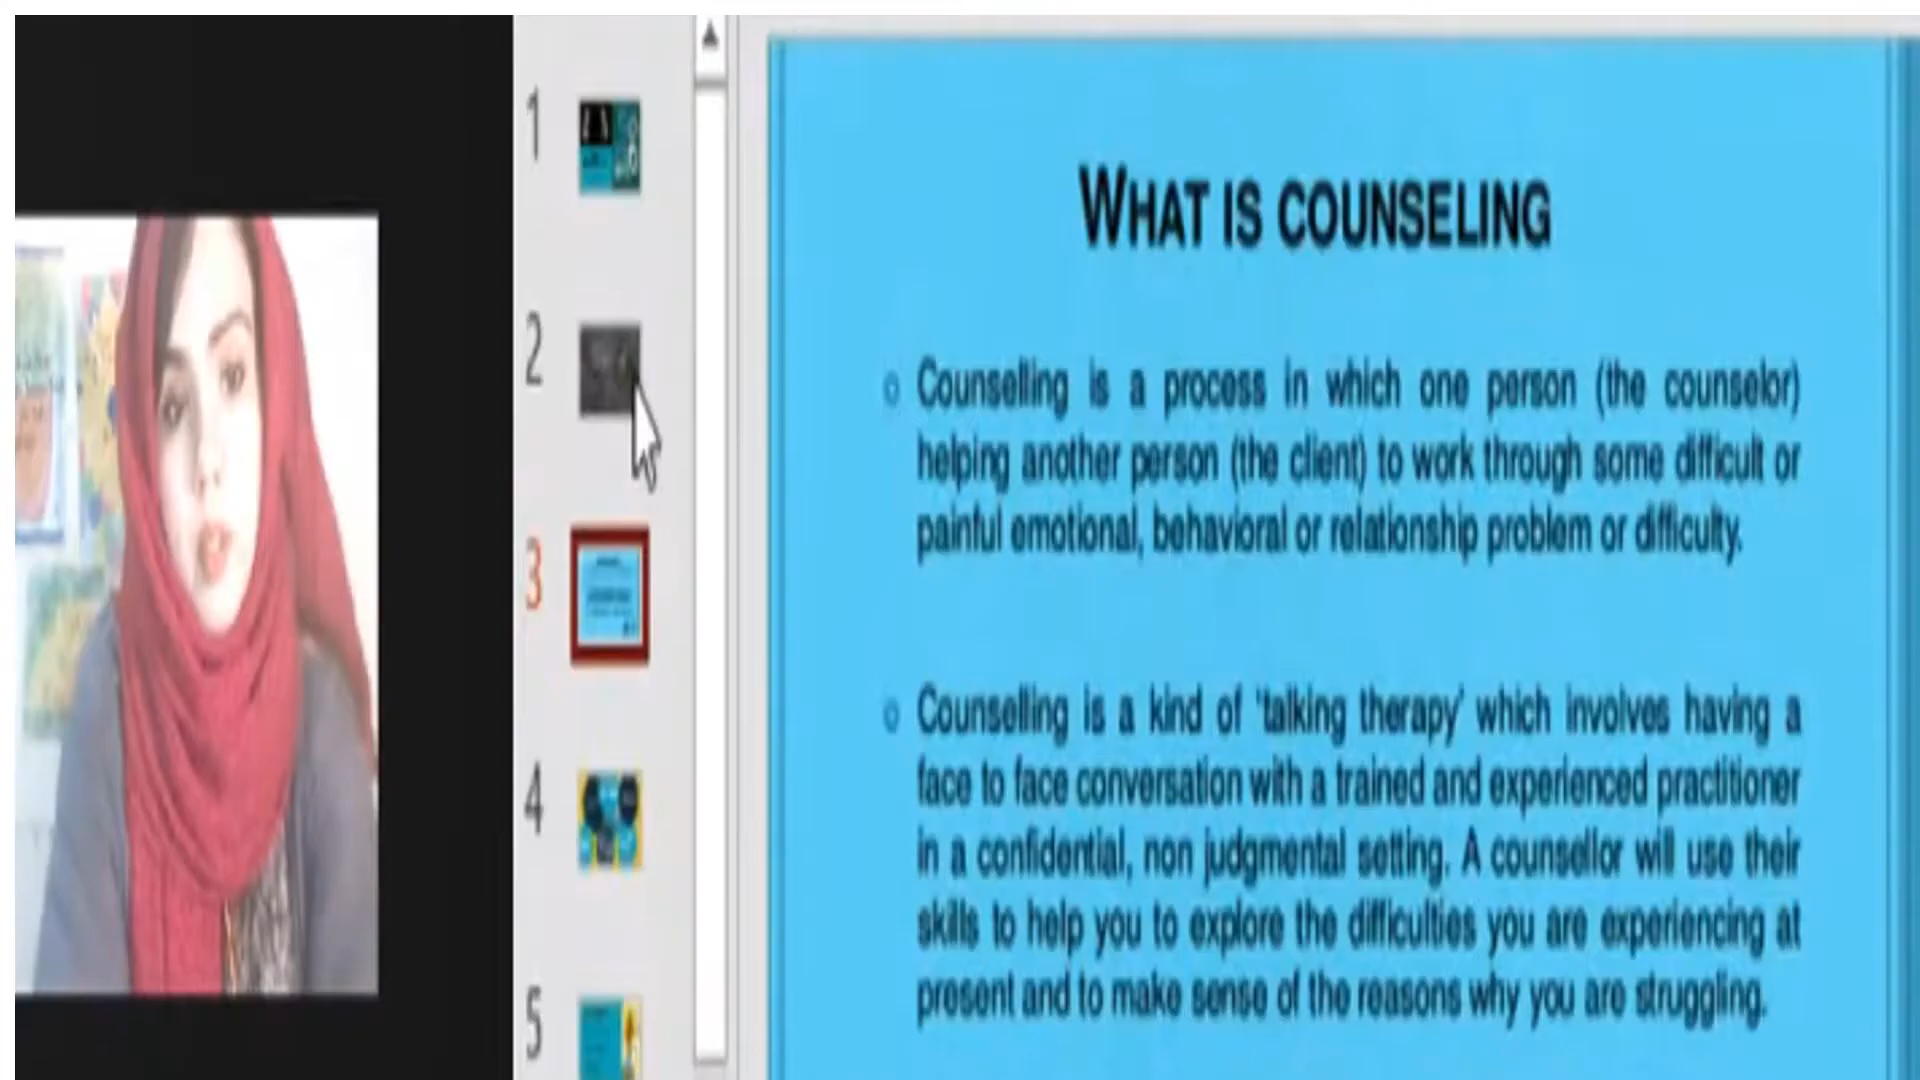 1
2
3
4
5
WHAT IS COUNSELING
Counselling is a process in which one person (the counselor)
helping another person (the client) to work through some difficult or
painful emotional, behavioral or relationship problem or difficulty.
Counselling is a kind of 'talking therapy' which involves having a
face to face conversation with a trained and experienced practitioner
in a confidential, non judgmental setting. A counsellor will use their
skills to help you to explore the difficulties you are experiencing at
present and to make sense of the reasons why you are struggling.